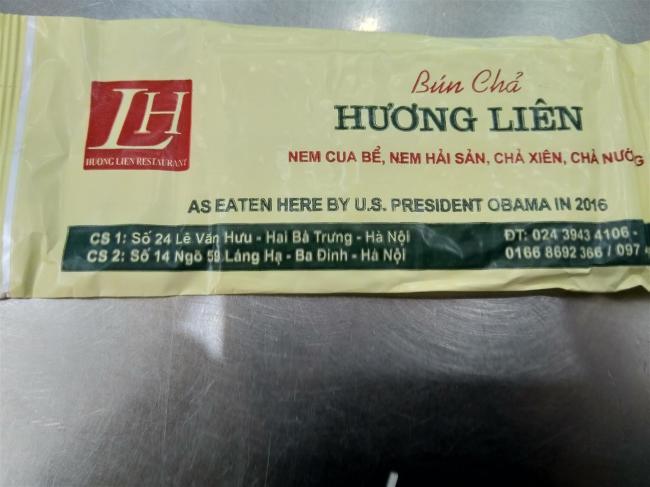 LH
HUONG LIEN RESTAURANT
Bún Chả
HƯƠNG LIÊN
NEM CUA BỂ, NEM HẢI SẢN, CHẢ XIÊN, CHẢ NƯỚNG
AS EATEN HERE BY U.S. PRESIDENT OBAMA IN 2016
CS 1: Số 24 Lê Văn Hưu - Hai Bà Trưng - Hà Nội ĐT: 024 3943 4106 -
CS 2: Số 14 Ngõ 59 Láng Hạ - Ba Đình - Hà Nội 0166 8692 366 / 097